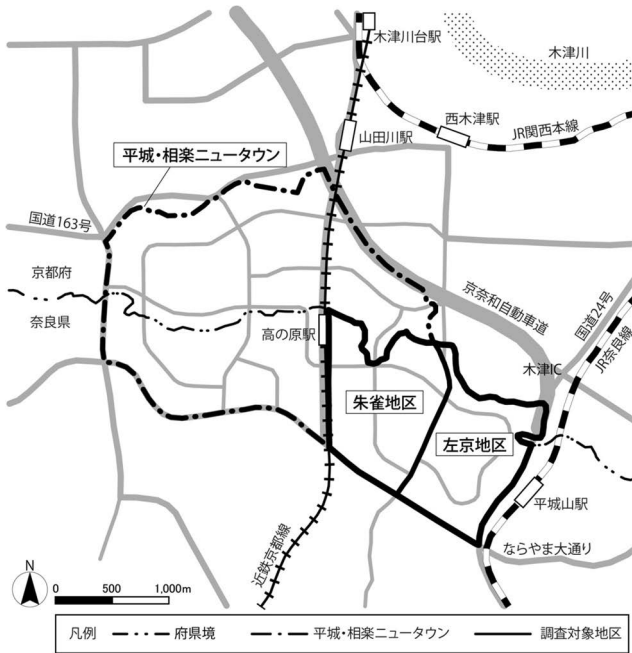 木津川台駅
木津川
西木津駅
JR関西本線
山田川駅
平城・相楽ニュータウン
国道163号
京都府
奈良県
高の原駅
京奈和自動車道
国道24号
JR奈良線
木津IC
朱雀地区
左京地区
平城山駅
近鉄京都線
ならやま大通り
N
0 500 1,000m
凡例 府県境 平城・相楽ニュータウン 調査対象地区